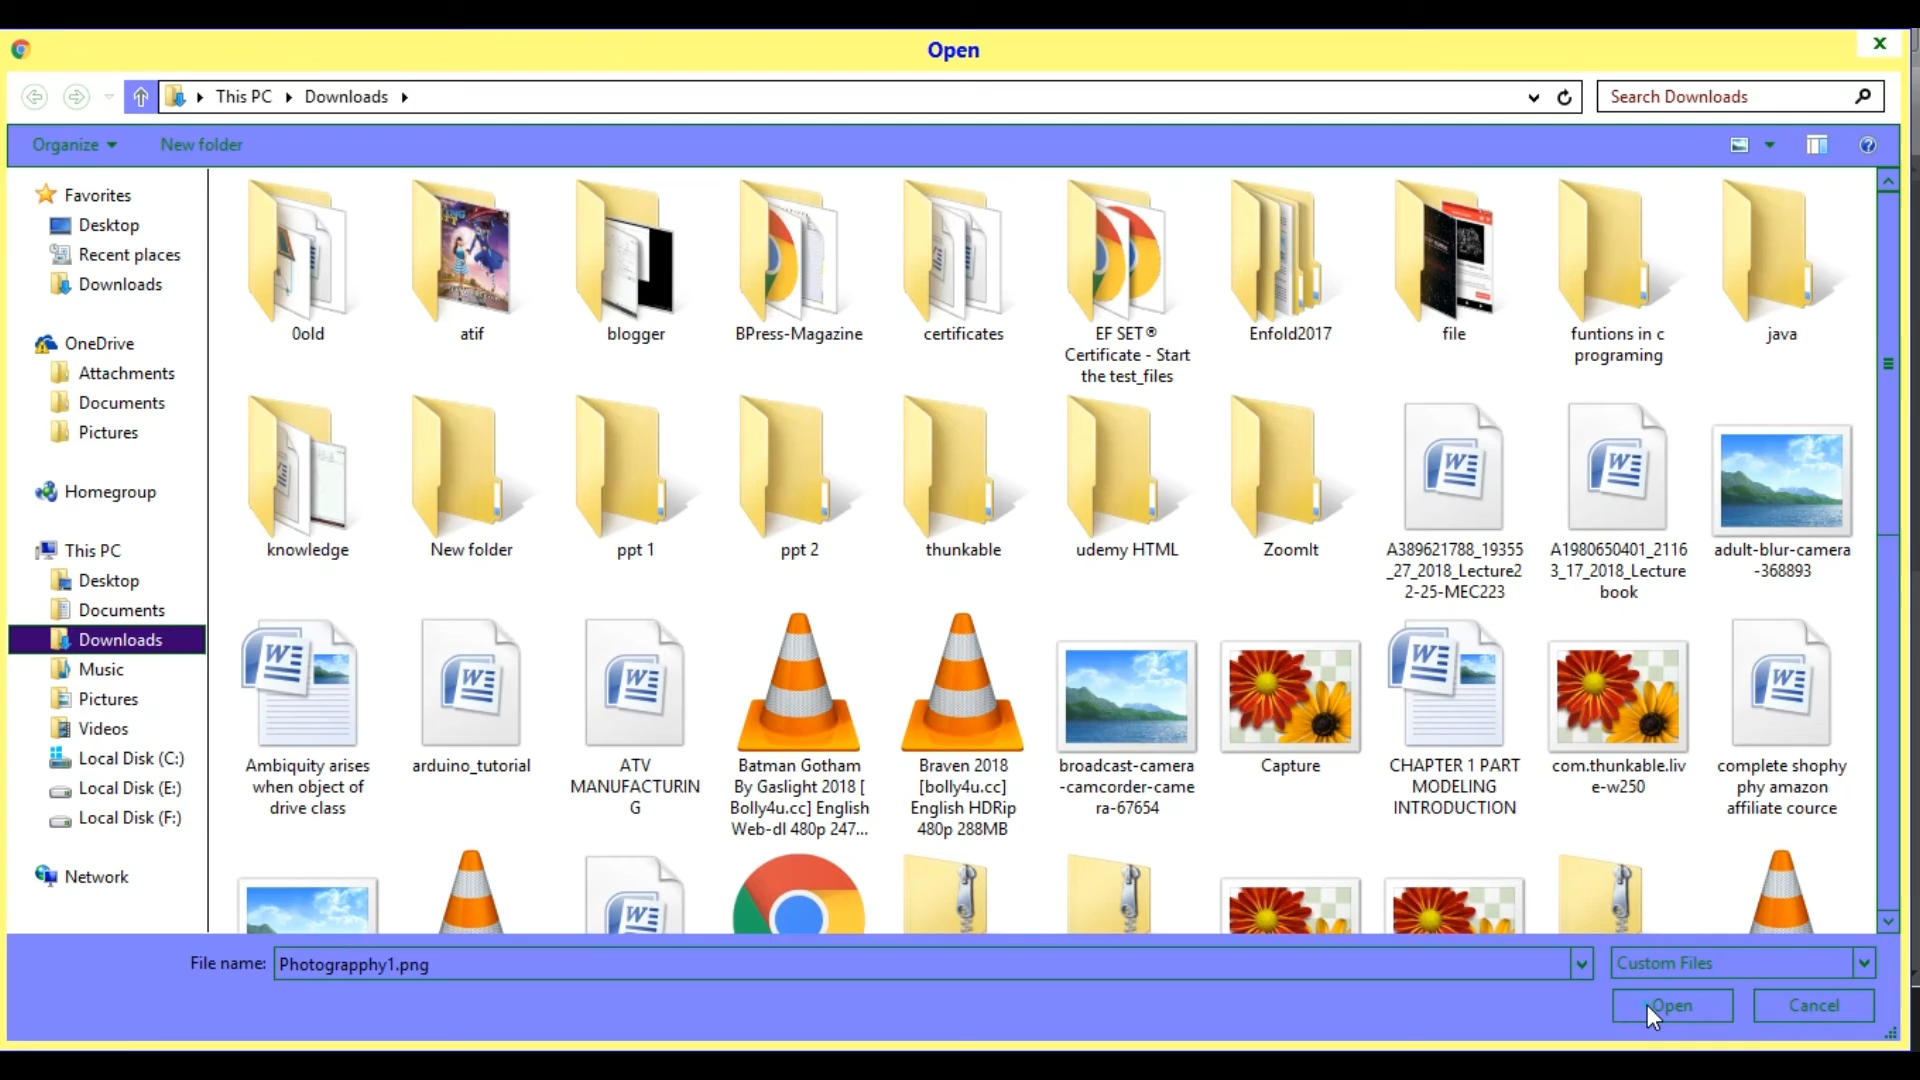 Open
x
This PC
Downloads
Search Downloads
Organize
New folder
Favorites
Desktop
Recent places
Downloads
OneDrive
Attachments
Documents
Pictures
Homegroup
This PC
Desktop
Documents
Downloads
Music
Pictures
Videos
Local Disk (C:)
Local Disk (E:)
Local Disk (F:)
Network
0old
atif
blogger
BPress-Magazine
certificates
EF SET®
Certificate - Start
the test_files
Enfold2017
file
funtions in c
programing
java
knowledge
New folder
ppt 1
ppt 2
thunkable
udemy HTML
ZoomIt
A389621788_19355
_27_2018_Lecture2
2-25-MEC223
A1980650401_2116
3_17_2018_Lecture
book
adult-blur-camera
-368893
Ambiquity arises
when object of
drive class
arduino_tutorial
ATV
MANUFACTURIN
G
Batman Gotham
By Gaslight 2018 [
Bolly4u.cc] English
Web-dl 480p 247...
Braven 2018
[bolly4u.cc]
English HDRip
480p 288MB
broadcast-camera
-camcorder-came
ra-67654
Capture
CHAPTER 1 PART
MODELING
INTRODUCTION
com.thunkable.liv
e-w250
complete shophy
phy amazon
affiliate cource
File name:
Photograpphy1.png
Custom Files
Open
Cancel